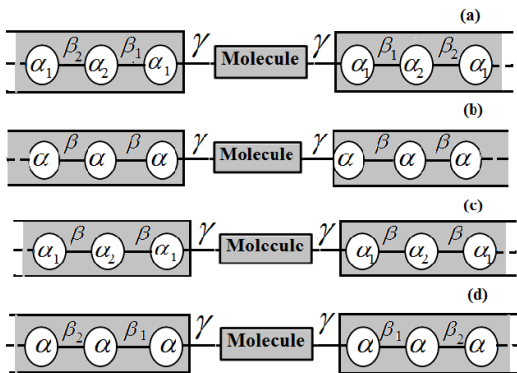 (a)
β₂ β₁ γ γ β₁ β₂
α₁ α₂ α₁ Molecule α₁ α₂ α₁
(b)
β β γ γ β β
α α α Molecule α α α
(c)
β β γ γ β β
α₁ α₂ α₁ Molecule α₁ α₂ α₁
(d)
β₂ β₁ γ γ β₁ β₂
α α α Molecule α α α